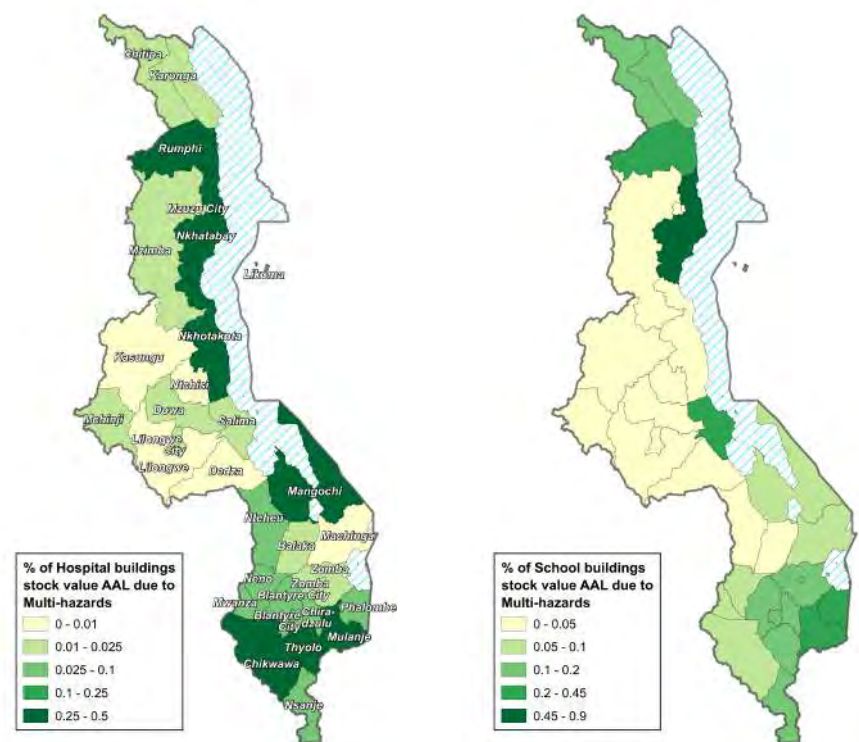 Chitipa
Karonga
Rumphi
Mzuzu City
Nkhatabay
Mzimba
Likoma
Nkhotakota
Kasungu
Ntchisi
Dowa
Mchinji
Salima
Lilongwe
City
Lilongwe
Dedza
Mangochi
Ntcheu
Machinga
Balaka
Zomba
Neno
Zomba
City
Blantyre
Mwanza
Phalombe
Blantyre
City
Chira-
dzulu
Mulanje
Thyolo
Chikwawa
Nsanje
% of Hospital buildings
stock value AAL due to
Multi-hazards
0 - 0.01
0.01 - 0.025
0.025 - 0.1
0.1 - 0.25
0.25 - 0.5
% of School buildings
stock value AAL due to
Multi-hazards
0 - 0.05
0.05 - 0.1
0.1 - 0.2
0.2 - 0.45
0.45 - 0.9